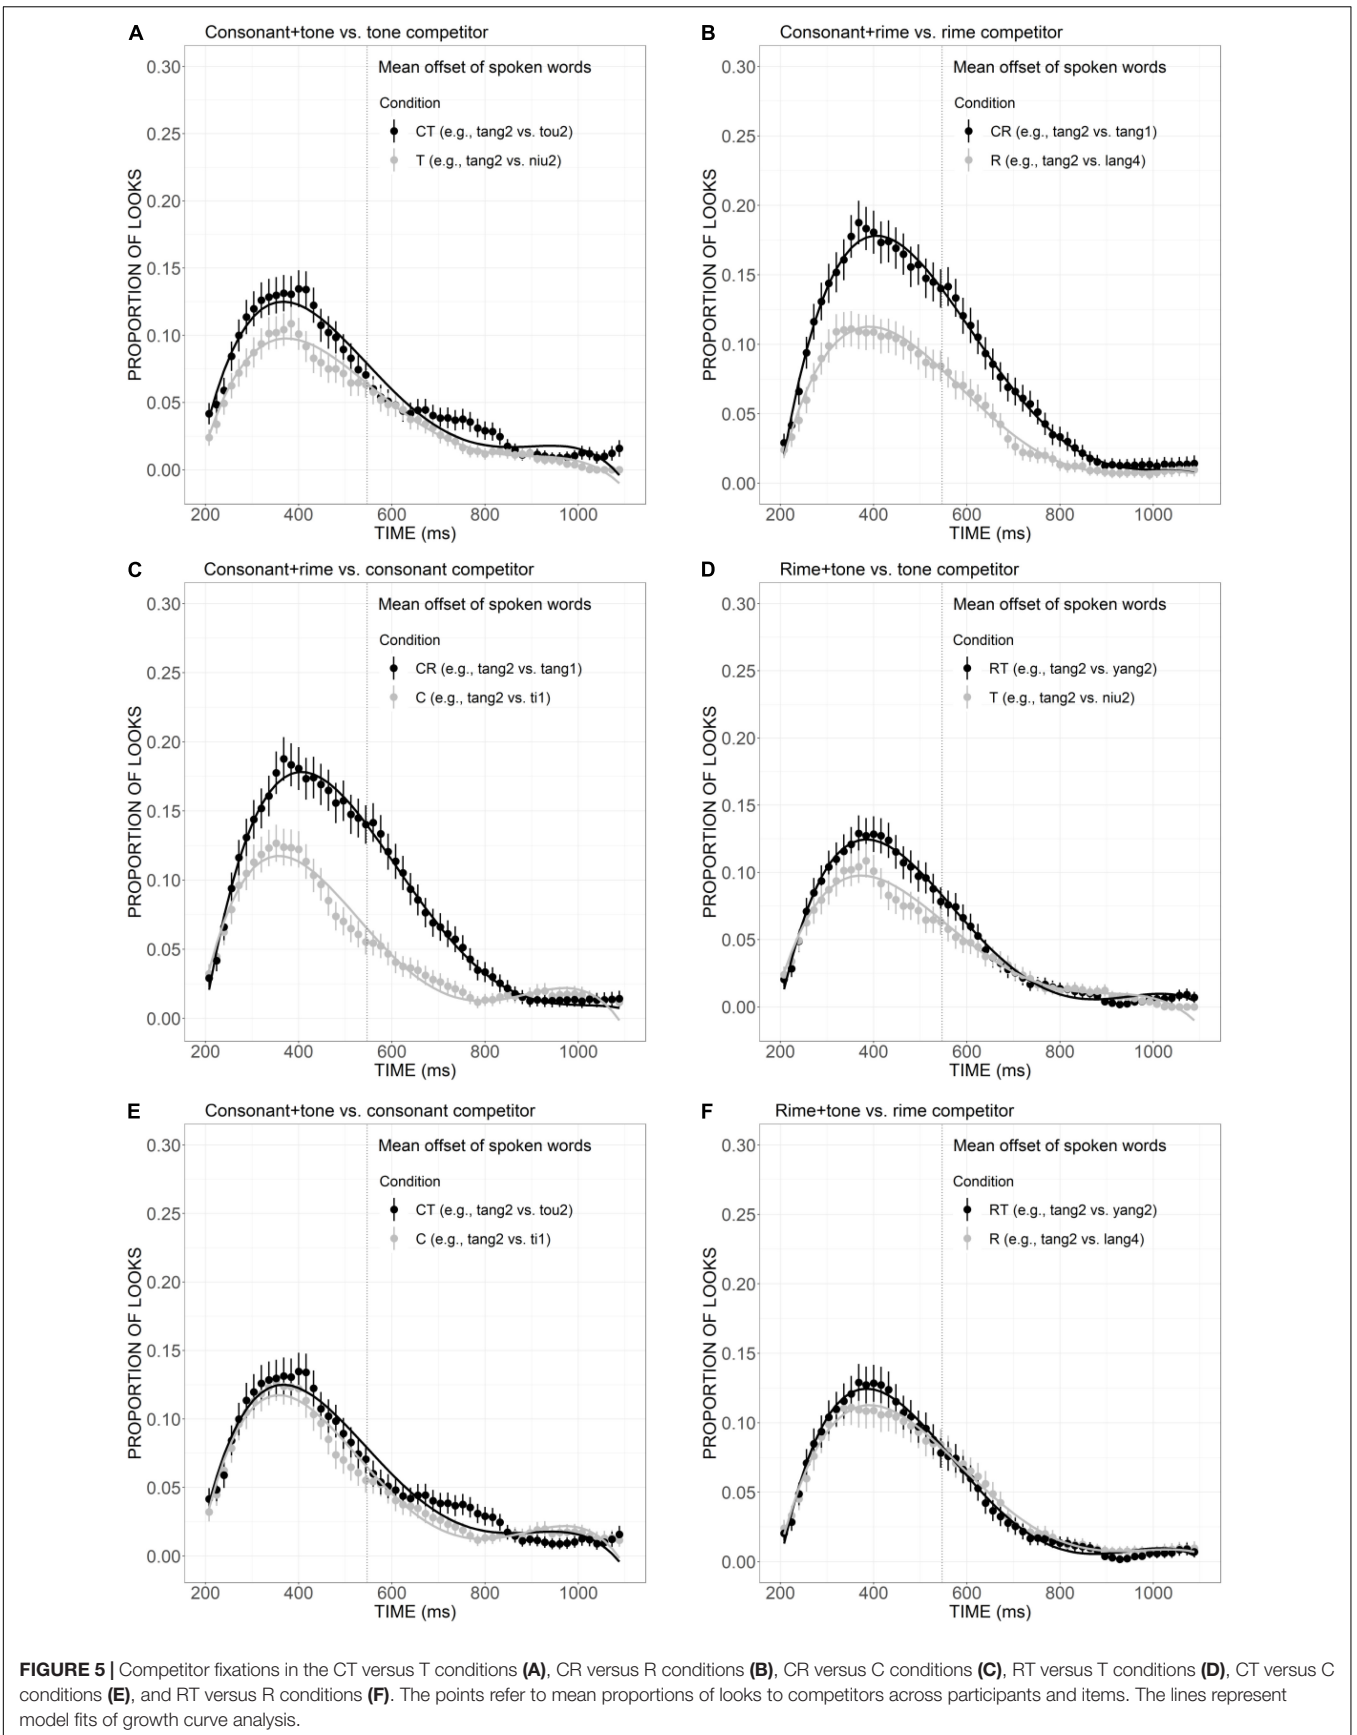 A Consonant+tone vs. tone competitor
0.30
0.25
0.20
0.15
0.10
0.05
0.00
PROPORTION OF LOOKS
Mean offset of spoken words
Condition
CT (e.g., tang2 vs. tou2)
T (e.g., tang2 vs. niu2)
200 400 600 800 1000
TIME (ms)
B Consonant+rime vs. rime competitor
0.30
0.25
0.20
0.15
0.10
0.05
0.00
PROPORTION OF LOOKS
Mean offset of spoken words
Condition
CR (e.g., tang2 vs. tang1)
R (e.g., tang2 vs. lang4)
200 400 600 800 1000
TIME (ms)
C Consonant+rime vs. consonant competitor
0.30
0.25
0.20
0.15
0.10
0.05
0.00
PROPORTION OF LOOKS
Mean offset of spoken words
Condition
CR (e.g., tang2 vs. tang1)
C (e.g., tang2 vs. ti1)
200 400 600 800 1000
TIME (ms)
D Rime+tone vs. tone competitor
0.30
0.25
0.20
0.15
0.10
0.05
0.00
PROPORTION OF LOOKS
Mean offset of spoken words
Condition
RT (e.g., tang2 vs. yang2)
T (e.g., tang2 vs. niu2)
200 400 600 800 1000
TIME (ms)
E Consonant+tone vs. consonant competitor
0.30
0.25
0.20
0.15
0.10
0.05
0.00
PROPORTION OF LOOKS
Mean offset of spoken words
Condition
CT (e.g., tang2 vs. tou2)
C (e.g., tang2 vs. ti1)
200 400 600 800 1000
TIME (ms)
F Rime+tone vs. rime competitor
0.30
0.25
0.20
0.15
0.10
0.05
0.00
PROPORTION OF LOOKS
Mean offset of spoken words
Condition
RT (e.g., tang2 vs. yang2)
R (e.g., tang2 vs. lang4)
200 400 600 800 1000
TIME (ms)
FIGURE 5 | Competitor fixations in the CT versus T conditions (A), CR versus R conditions (B), CR versus C conditions (C), RT versus T conditions (D), CT versus C
conditions (E), and RT versus R conditions (F). The points refer to mean proportions of looks to competitors across participants and items. The lines represent
model fits of growth curve analysis.